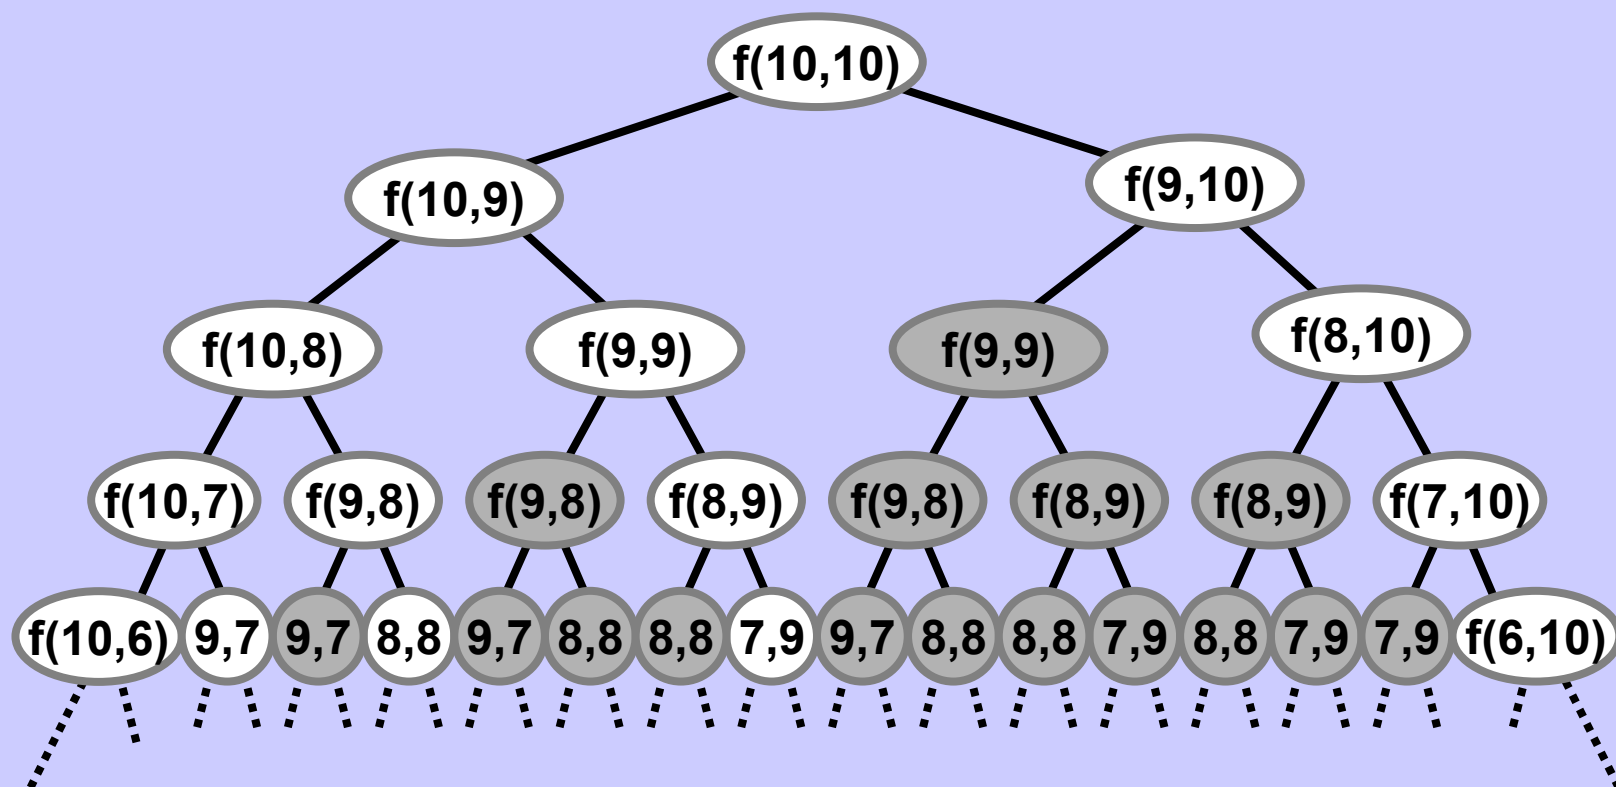 f(10,10)
f(10,9) f(9,10)
f(10,8) f(9,9) f(9,9) f(8,10)
f(10,7) f(9,8) f(9,8) f(8,9) f(9,8) f(8,9) f(8,9) f(7,10)
f(10,6) 9,7 9,7 8,8 9,7 8,8 8,8 7,9 9,7 8,8 8,8 7,9 8,8 7,9 7,9 f(6,10)